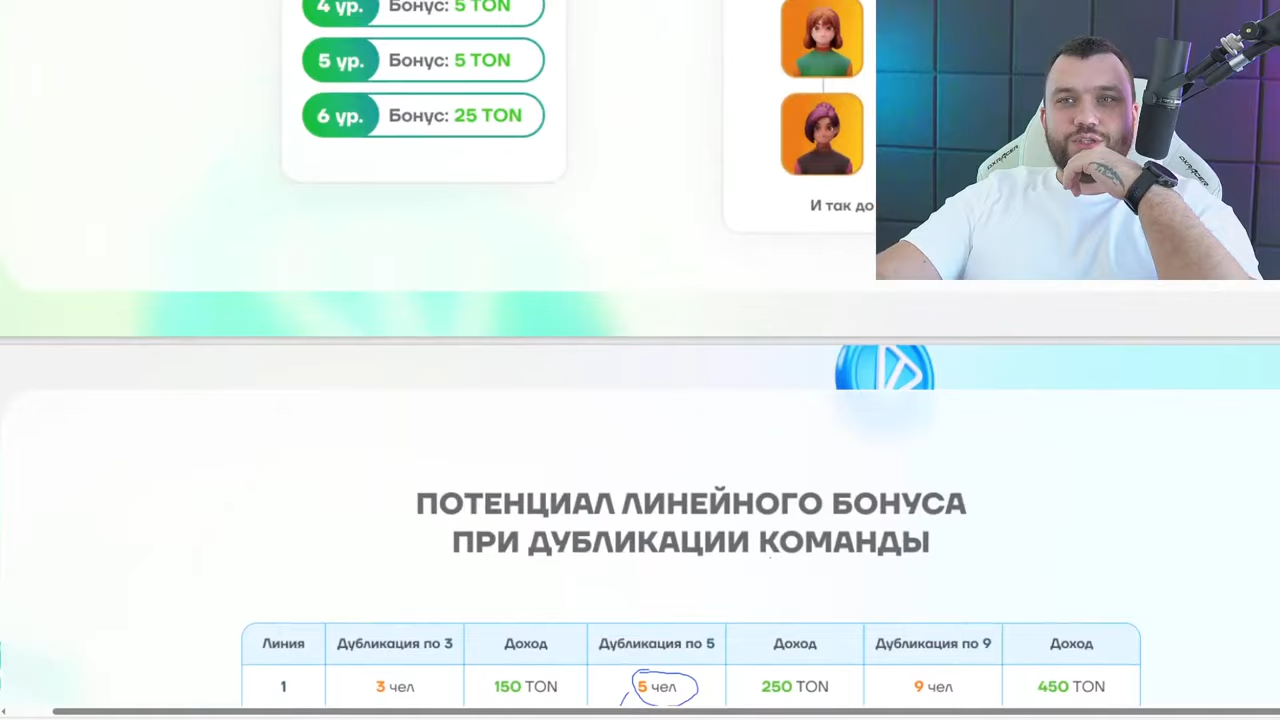 4 ур. Бонус: 5 TON
5 ур. Бонус: 5 TON
6 ур. Бонус: 25 TON
И так до
DXRACER
DXRACER
ПОТЕНЦИАЛ ЛИНЕЙНОГО БОНУСА
ПРИ ДУБЛИКАЦИИ КОМАНДЫ
Линия Дубликация по 3 Доход Дубликация по 5 Доход Дубликация по 9 Доход
1 3 чел 150 TON 5 чел 250 TON 9 чел 450 TON